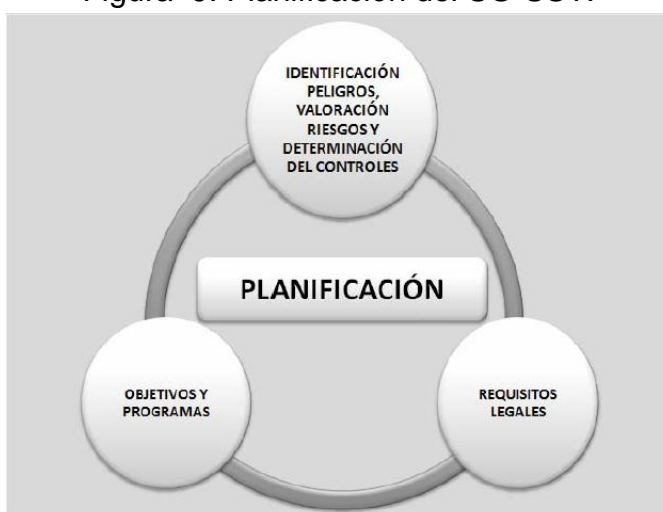 IDENTIFICACIÓN
PELIGROS,
VALORACIÓN
RIESGOS Y
DETERMINACIÓN
DEL CONTROLES
PLANIFICACIÓN
OBJETIVOS Y
PROGRAMAS
REQUISITOS
LEGALES